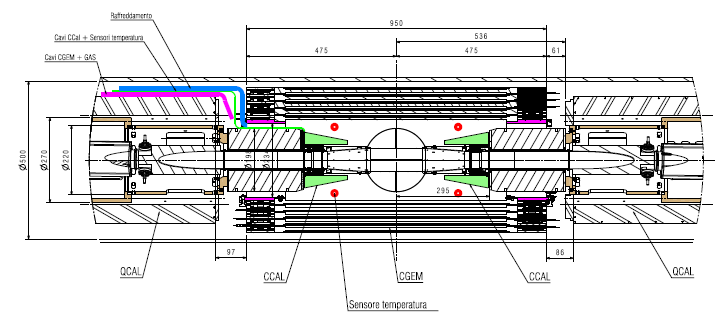 Raffreddamento
Cavi CCal + Sensori temperatura
Cavi CGEM + GAS
950
536
475
475
61
Ø500
Ø270
Ø220
295
97
86
QCAL
CCAL
CGEM
CCAL
QCAL
Sensore temperatura